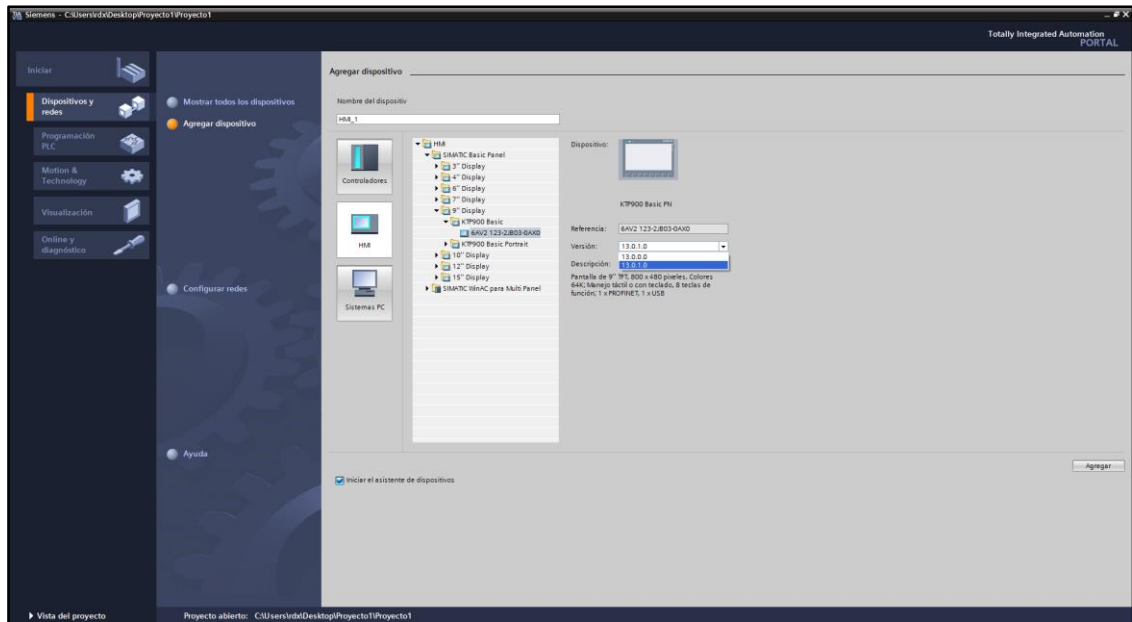 Siemens - C:\Users\rdx\Desktop\Proyecto1\Proyecto1
Totally Integrated Automation
PORTAL
Iniciar
Dispositivos y
redes
Programación
PLC
Motion &
Technology
Visualización
Online y
diagnóstico
Mostrar todos los dispositivos
Agregar dispositivo
Configurar redes
Ayuda
Agregar dispositivo
Nombre del dispositiv
HMI_1
Controladores
HMI
Sistemas PC
HMI
SIMATIC Basic Panel
3" Display
4" Display
6" Display
7" Display
9" Display
KTP900 Basic
6AV2 123-2JB03-0AX0
KTP900 Basic Portrait
10" Display
12" Display
15" Display
SIMATIC WinAC para Multi Panel
Dispositivo:
KTP900 Basic PN
Referencia: 6AV2 123-2JB03-0AX0
Versión: 13.0.1.0
13.0.0.0
13.0.1.0
Descripción:
Pantalla de 9" TFT, 800 x 480 píxeles, Colores
64K; Manejo táctil o con teclado, 8 teclas de
función; 1 x PROFINET, 1 x USB
Agregar
Iniciar el asistente de dispositivos
Vista del proyecto
Proyecto abierto: C:\Users\rdx\Desktop\Proyecto1\Proyecto1